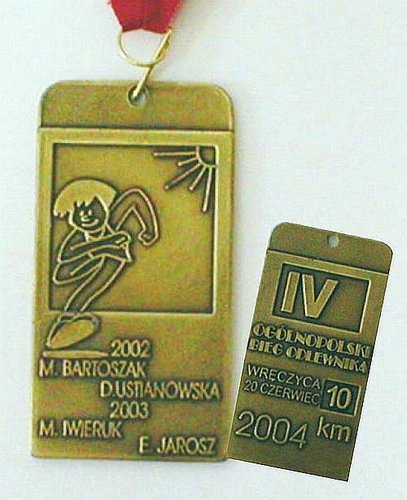 2002
M. BARTOSZAK
D.USTIANOWSKA
2003
M. IWIERUK
E. JAROSZ
IV
OGÓLNOPOLSKI
BIEG ODLEWNIKA
WRĘCZYCA
20 CZERWIEC 10
2004 km